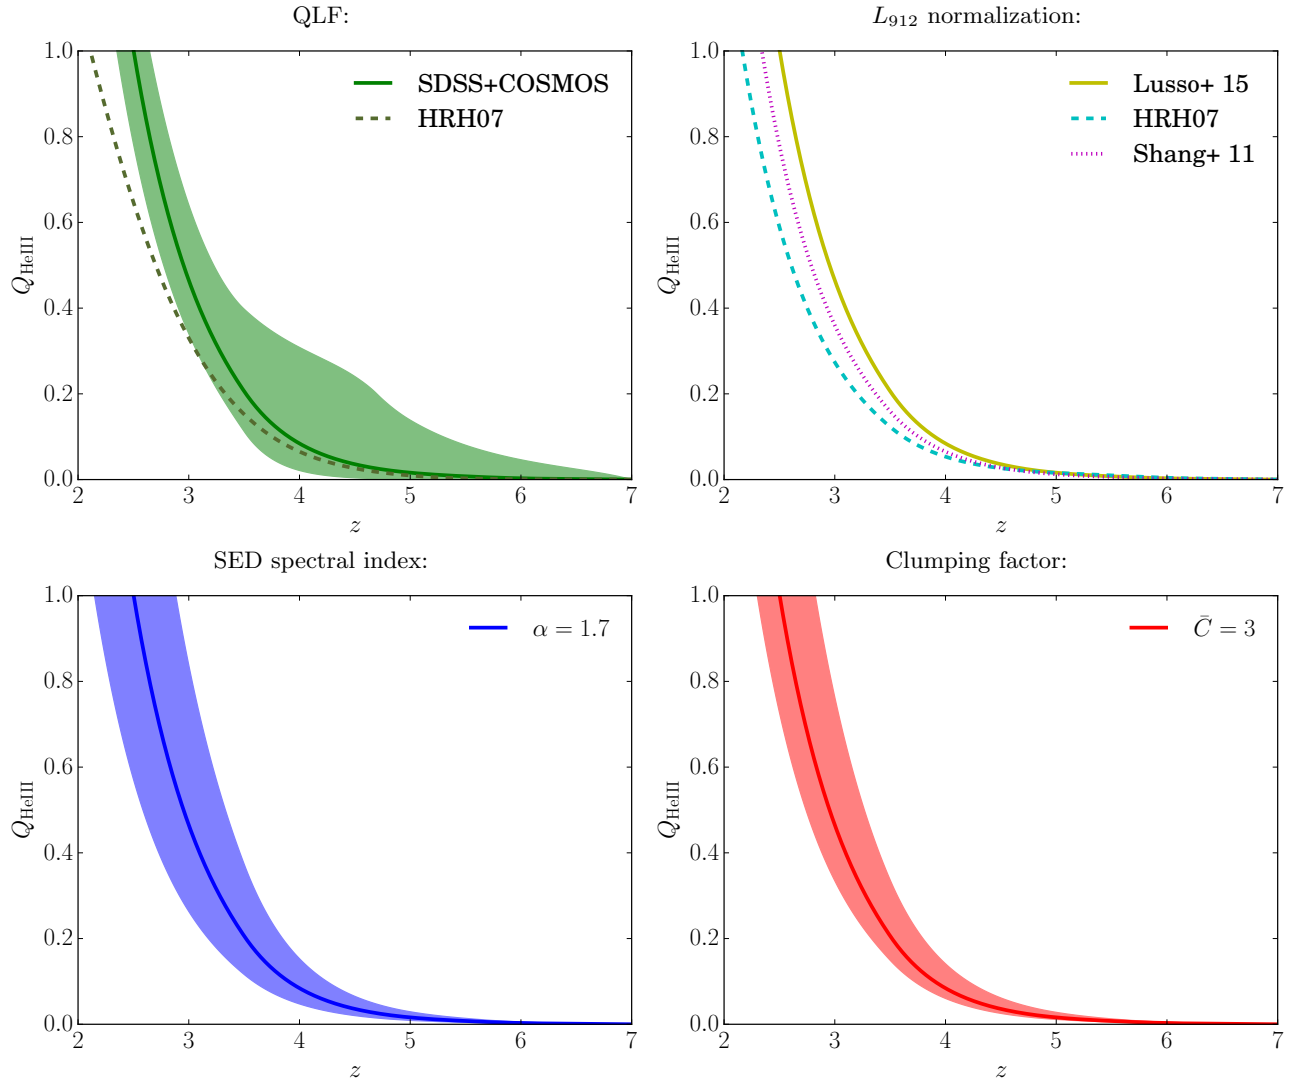 QLF:
1.0
0.8
0.6
0.4
0.2
0.0
Q_HeIII
SDSS+COSMOS
HRH07
2 3 4 5 6 7
z
L_912 normalization:
1.0
0.8
0.6
0.4
0.2
0.0
Q_HeIII
Lusso+ 15
HRH07
Shang+ 11
2 3 4 5 6 7
z
SED spectral index:
1.0
0.8
0.6
0.4
0.2
0.0
Q_HeIII
α = 1.7
2 3 4 5 6 7
z
Clumping factor:
1.0
0.8
0.6
0.4
0.2
0.0
Q_HeIII
C̄ = 3
2 3 4 5 6 7
z